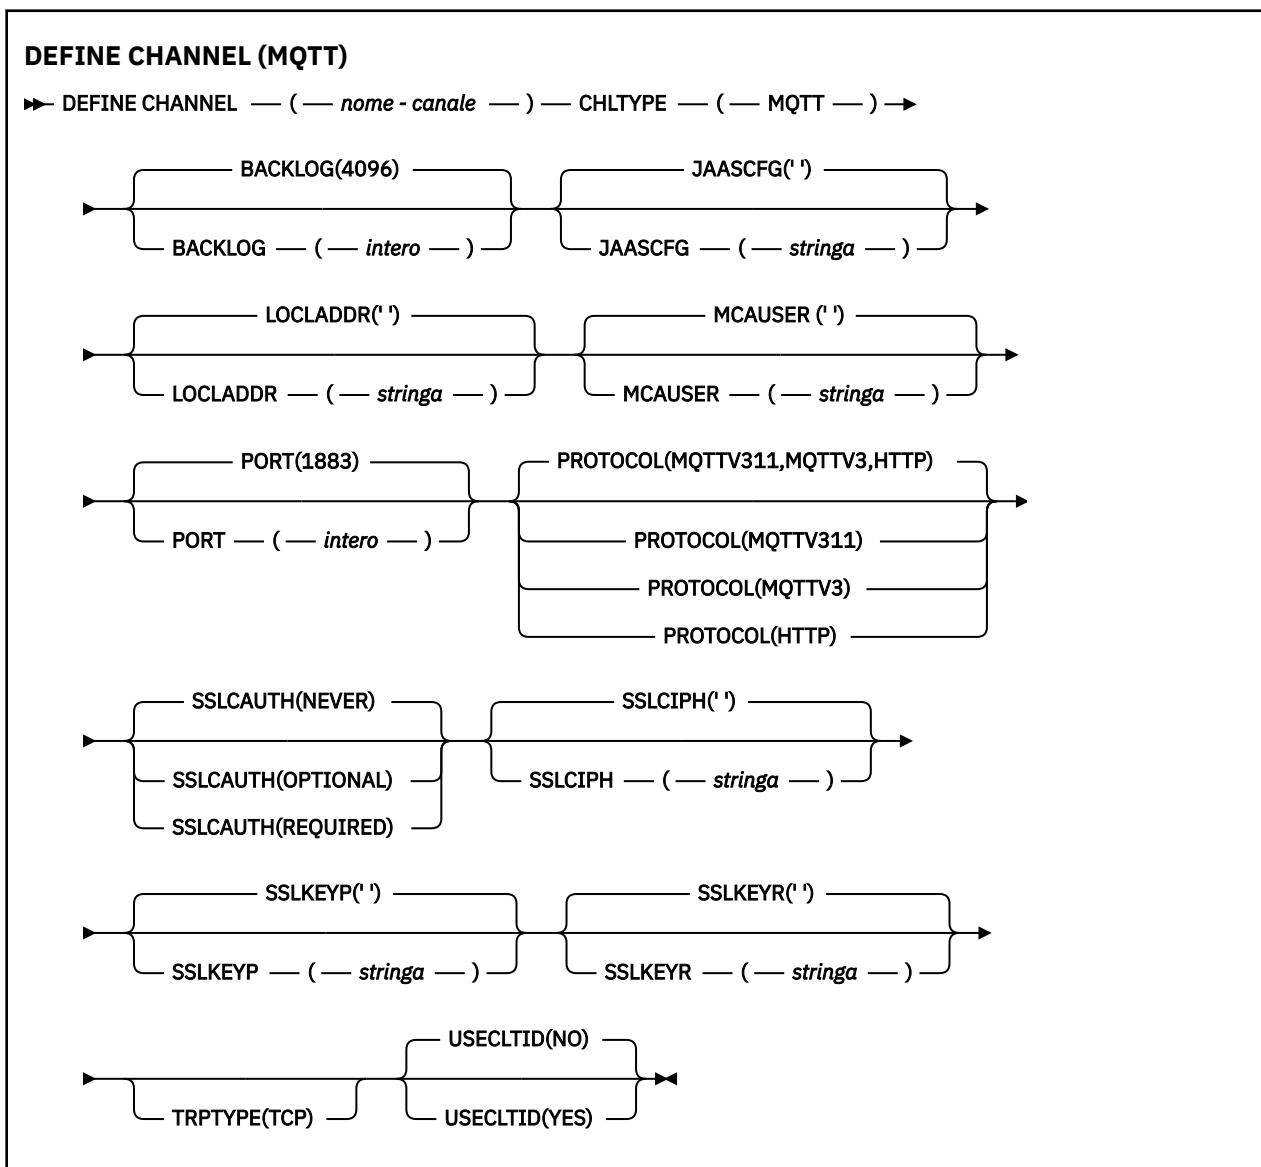 DEFINE CHANNEL (MQTT)
DEFINE CHANNEL ( nome - canale ) CHLTYPE ( MQTT )
BACKLOG(4096) JAASCFG(' ')
BACKLOG ( intero ) JAASCFG ( stringa )
LOCLADDR(' ') MCAUSER (' ')
LOCLADDR ( stringa ) MCAUSER ( stringa )
PORT(1883) PROTOCOL(MQTTV311,MQTTV3,HTTP)
PORT ( intero ) PROTOCOL(MQTTV311)
PROTOCOL(MQTTV3)
PROTOCOL(HTTP)
SSLCAUTH(NEVER) SSLCIPH(' ')
SSLCAUTH(OPTIONAL) SSLCIPH ( stringa )
SSLCAUTH(REQUIRED)
SSLKEYP(' ') SSLKEYR(' ')
SSLKEYP ( stringa ) SSLKEYR ( stringa )
USECLTID(NO)
TRPTYPE(TCP) USECLTID(YES)